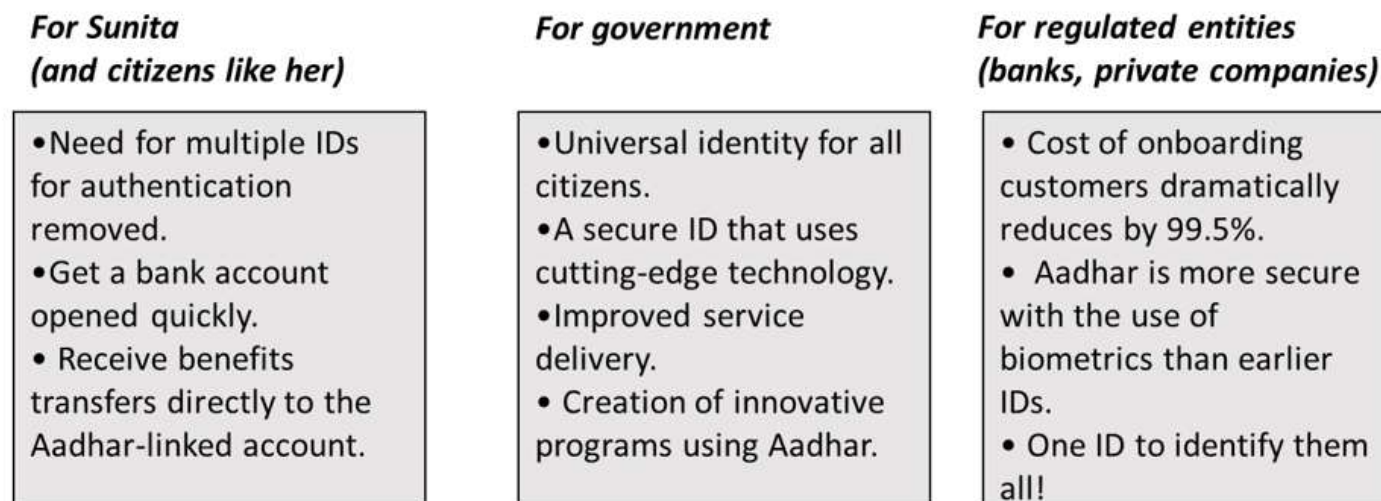 For Sunita
(and citizens like her)
•Need for multiple IDs
for authentication
removed.
•Get a bank account
opened quickly.
• Receive benefits
transfers directly to the
Aadhar-linked account.
For government
•Universal identity for all
citizens.
•A secure ID that uses
cutting-edge technology.
•Improved service
delivery.
• Creation of innovative
programs using Aadhar.
For regulated entities
(banks, private companies)
• Cost of onboarding
customers dramatically
reduces by 99.5%.
• Aadhar is more secure
with the use of
biometrics than earlier
IDs.
• One ID to identify them
all!